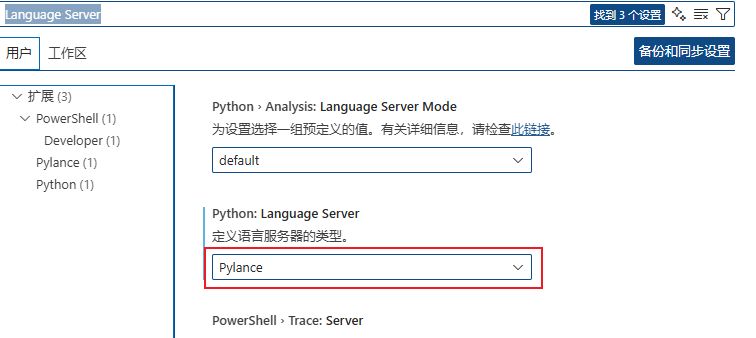 Language Server
找到 3 个设置
用户 工作区
备份和同步设置
扩展 (3)
PowerShell (1)
Developer (1)
Pylance (1)
Python (1)
Python › Analysis: Language Server Mode
为设置选择一组预定义的值。有关详细信息，请检查此链接。
default
Python: Language Server
定义语言服务器的类型。
Pylance
PowerShell › Trace: Server